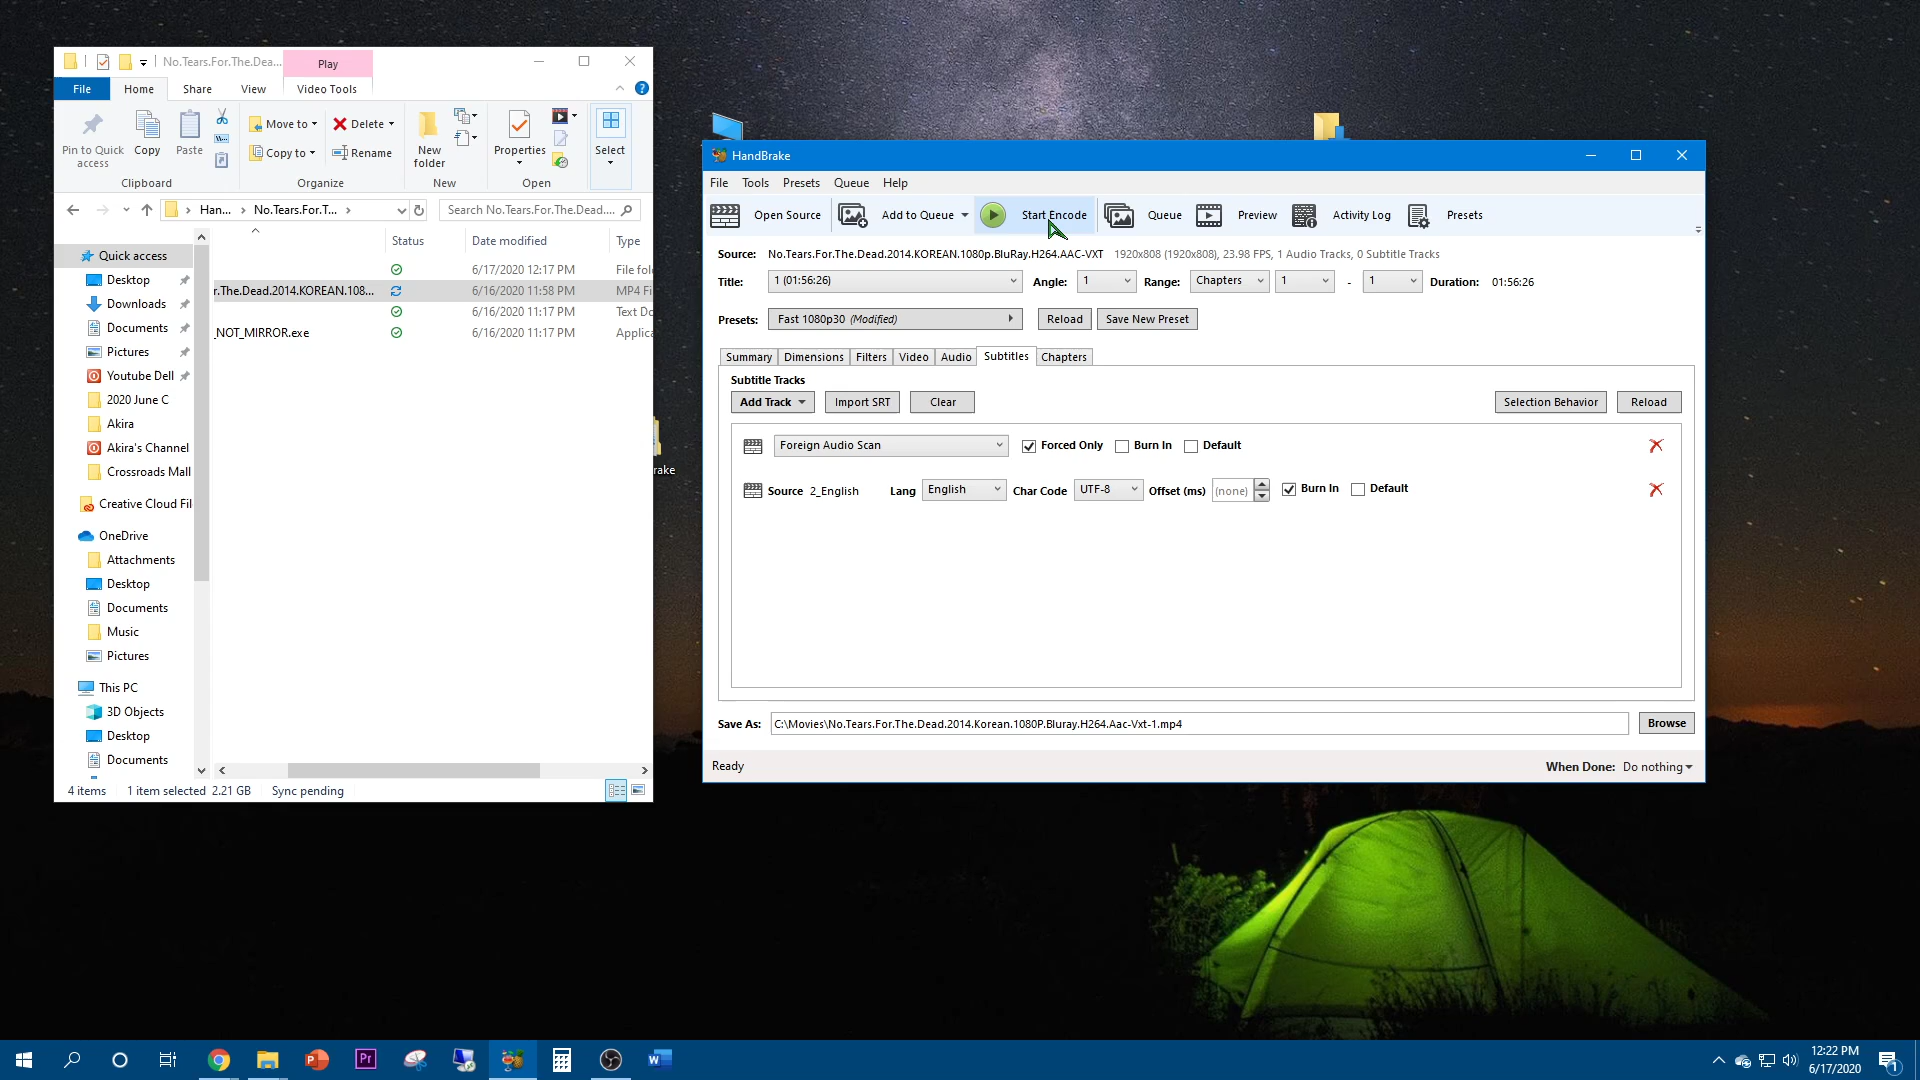 No.Tears.For.The.Dea...
Play
File
Home
Share
View
Video Tools
Pin to Quick access
Copy
Paste
Move to
Copy to
Delete
Rename
New folder
Properties
Select
Clipboard
Organize
New
Open
Han...
No.Tears.For.T...
Search No.Tears.For.The.Dead....
Status
Date modified
Type
6/17/2020 12:17 PM
File fol
r.The.Dead.2014.KOREAN.108...
6/16/2020 11:58 PM
MP4 Fi
6/16/2020 11:17 PM
Text Do
_NOT_MIRROR.exe
6/16/2020 11:17 PM
Applica
Quick access
Desktop
Downloads
Documents
Pictures
Youtube Dell
2020 June C
Akira
Akira's Channel
Crossroads Mall
Creative Cloud Fil
OneDrive
Attachments
Desktop
Documents
Music
Pictures
This PC
3D Objects
Desktop
Documents
4 items
1 item selected 2.21 GB
Sync pending
rake
HandBrake
File
Tools
Presets
Queue
Help
Open Source
Add to Queue
Start Encode
Queue
Preview
Activity Log
Presets
Source: No.Tears.For.The.Dead.2014.KOREAN.1080p.BluRay.H264.AAC-VXT 1920x808 (1920x808), 23.98 FPS, 1 Audio Tracks, 0 Subtitle Tracks
Title: 1 (01:56:26) Angle: 1 Range: Chapters 1 - 1 Duration: 01:56:26
Presets: Fast 1080p30 (Modified) Reload Save New Preset
Summary Dimensions Filters Video Audio Subtitles Chapters
Subtitle Tracks
Add Track Import SRT Clear Selection Behavior Reload
Foreign Audio Scan Forced Only Burn In Default
Source 2_English Lang English Char Code UTF-8 Offset (ms) (none) Burn In Default
Save As: C:\Movies\No.Tears.For.The.Dead.2014.Korean.1080P.Bluray.H264.Aac-Vxt-1.mp4 Browse
Ready
When Done: Do nothing
Pr
12:22 PM
6/17/2020
1